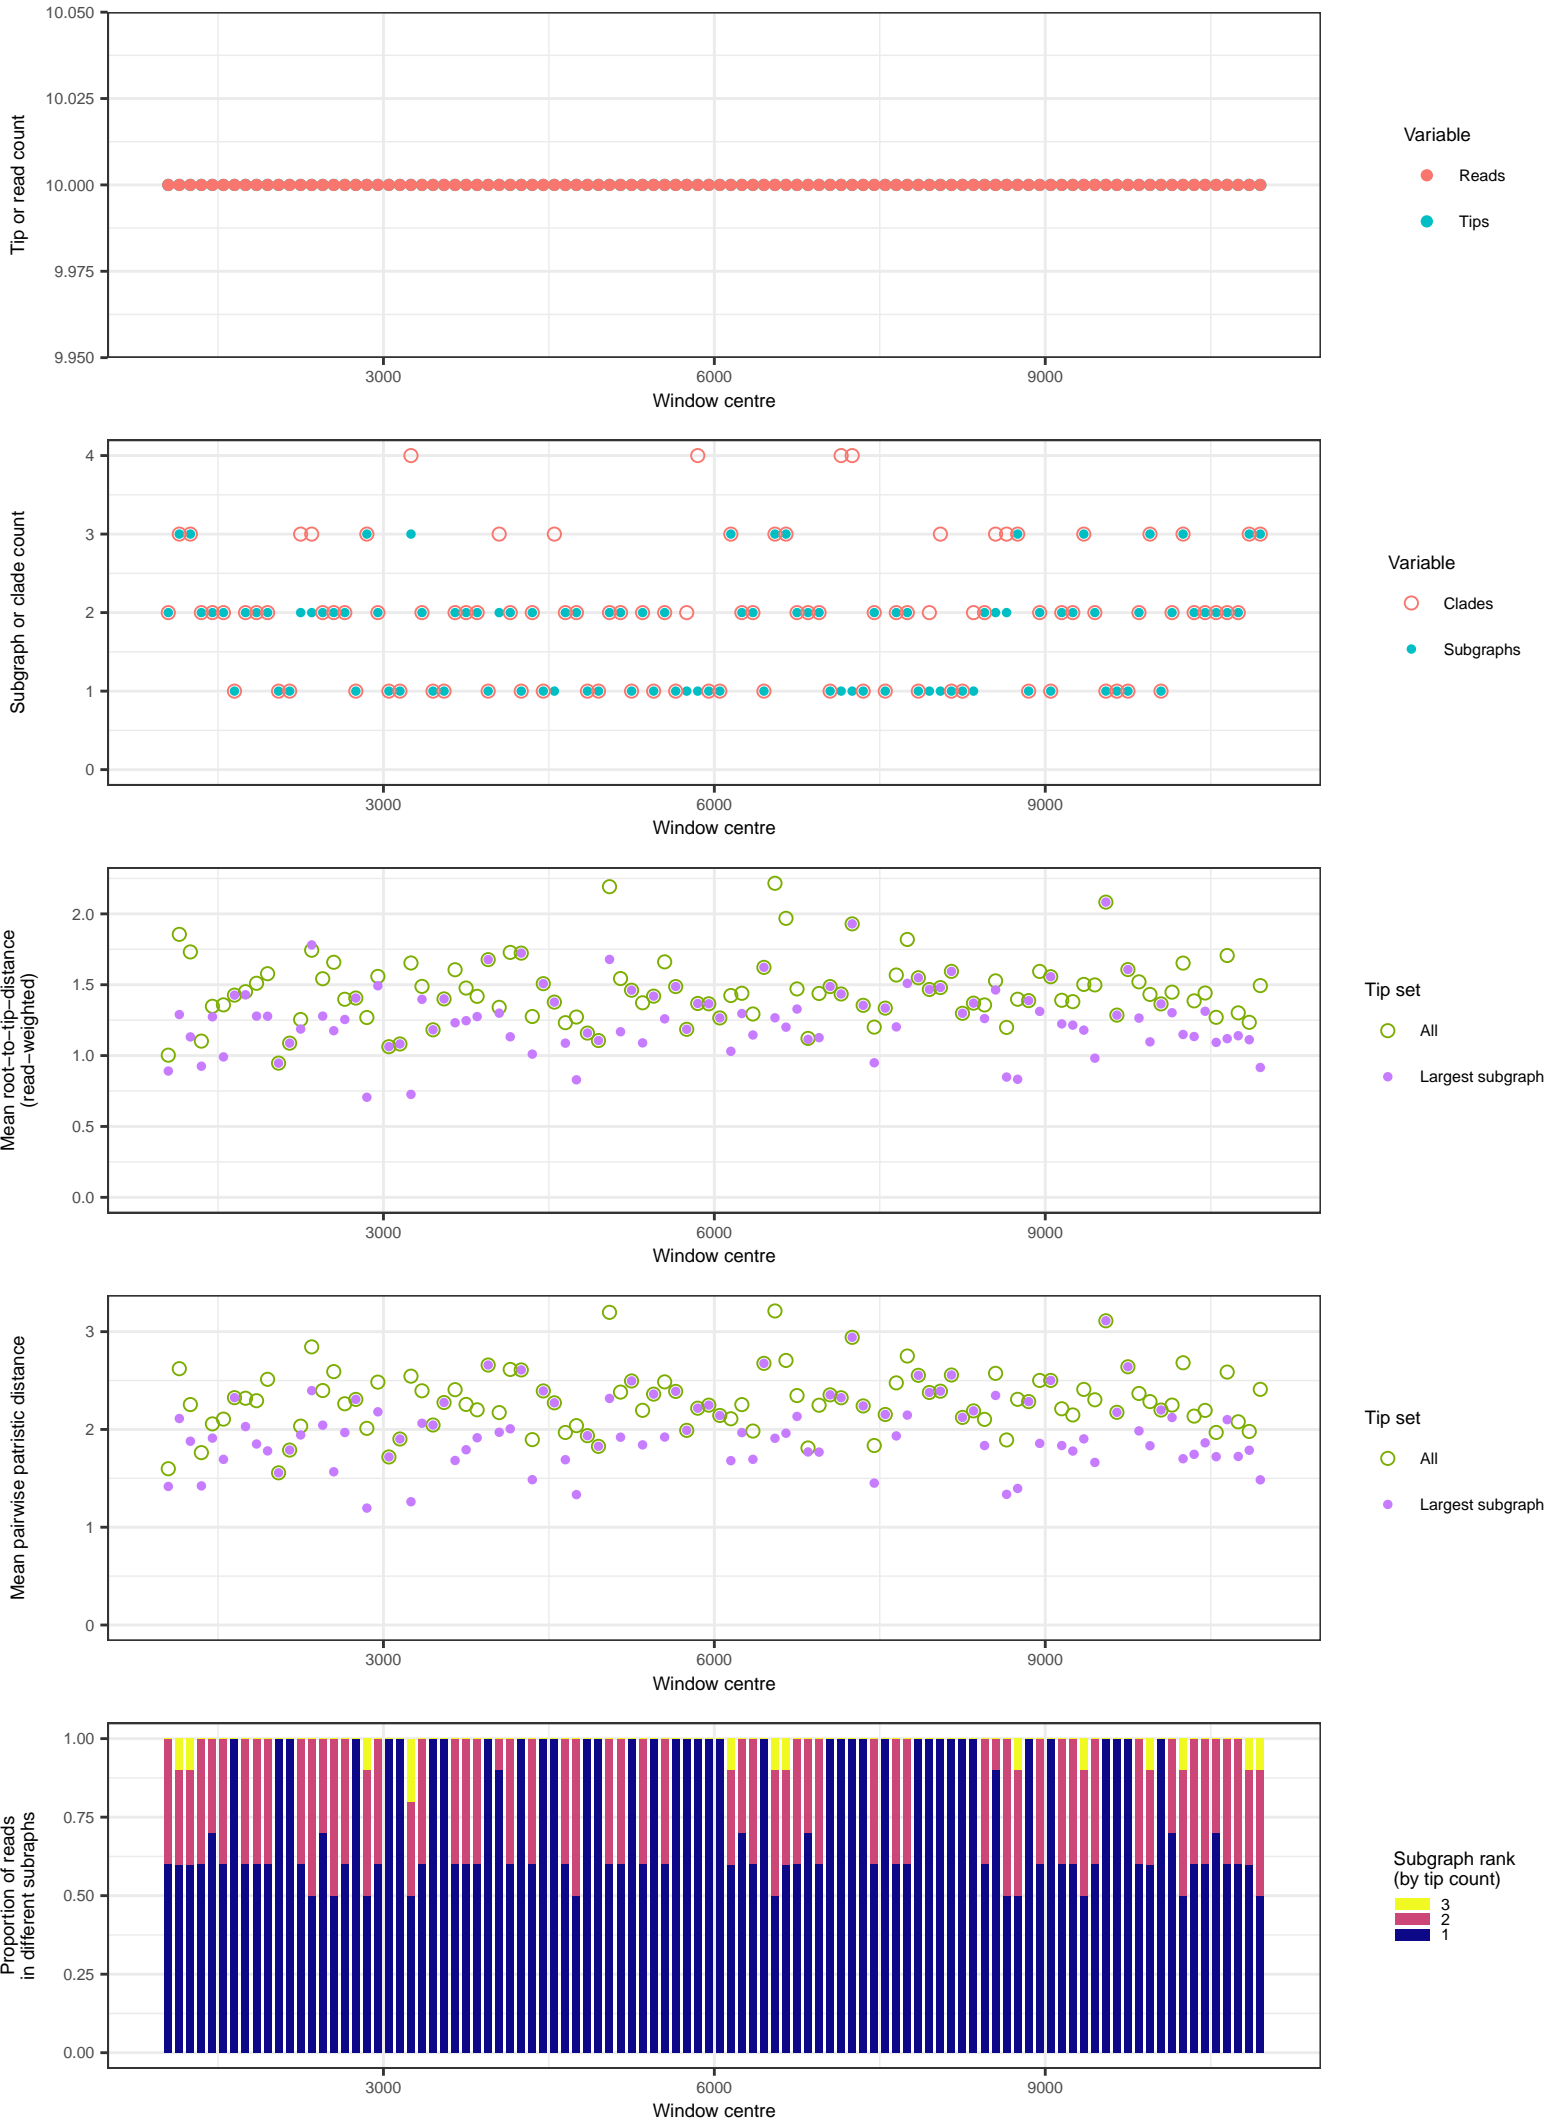 10.050
10.025
10.000
9.975
9.950
Tip or read count
3000
6000
9000
Window centre
Variable
Reads
Tips
4
3
2
1
0
Subgraph or clade count
3000
6000
9000
Window centre
Variable
Clades
Subgraphs
2.0
1.5
1.0
0.5
0.0
Mean root−to−tip−distance
(read−weighted)
3000
6000
9000
Window centre
Tip set
All
Largest subgraph
3
2
1
0
Mean pairwise patristic distance
3000
6000
9000
Window centre
Tip set
All
Largest subgraph
1.00
0.75
0.50
0.25
0.00
Proportion of reads
in different subraphs
3000
6000
9000
Window centre
Subgraph rank
(by tip count)
3
2
1